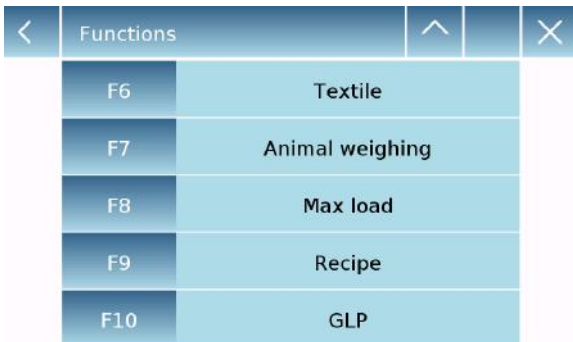 Functions
F6 Textile
F7 Animal weighing
F8 Max load
F9 Recipe
F10 GLP